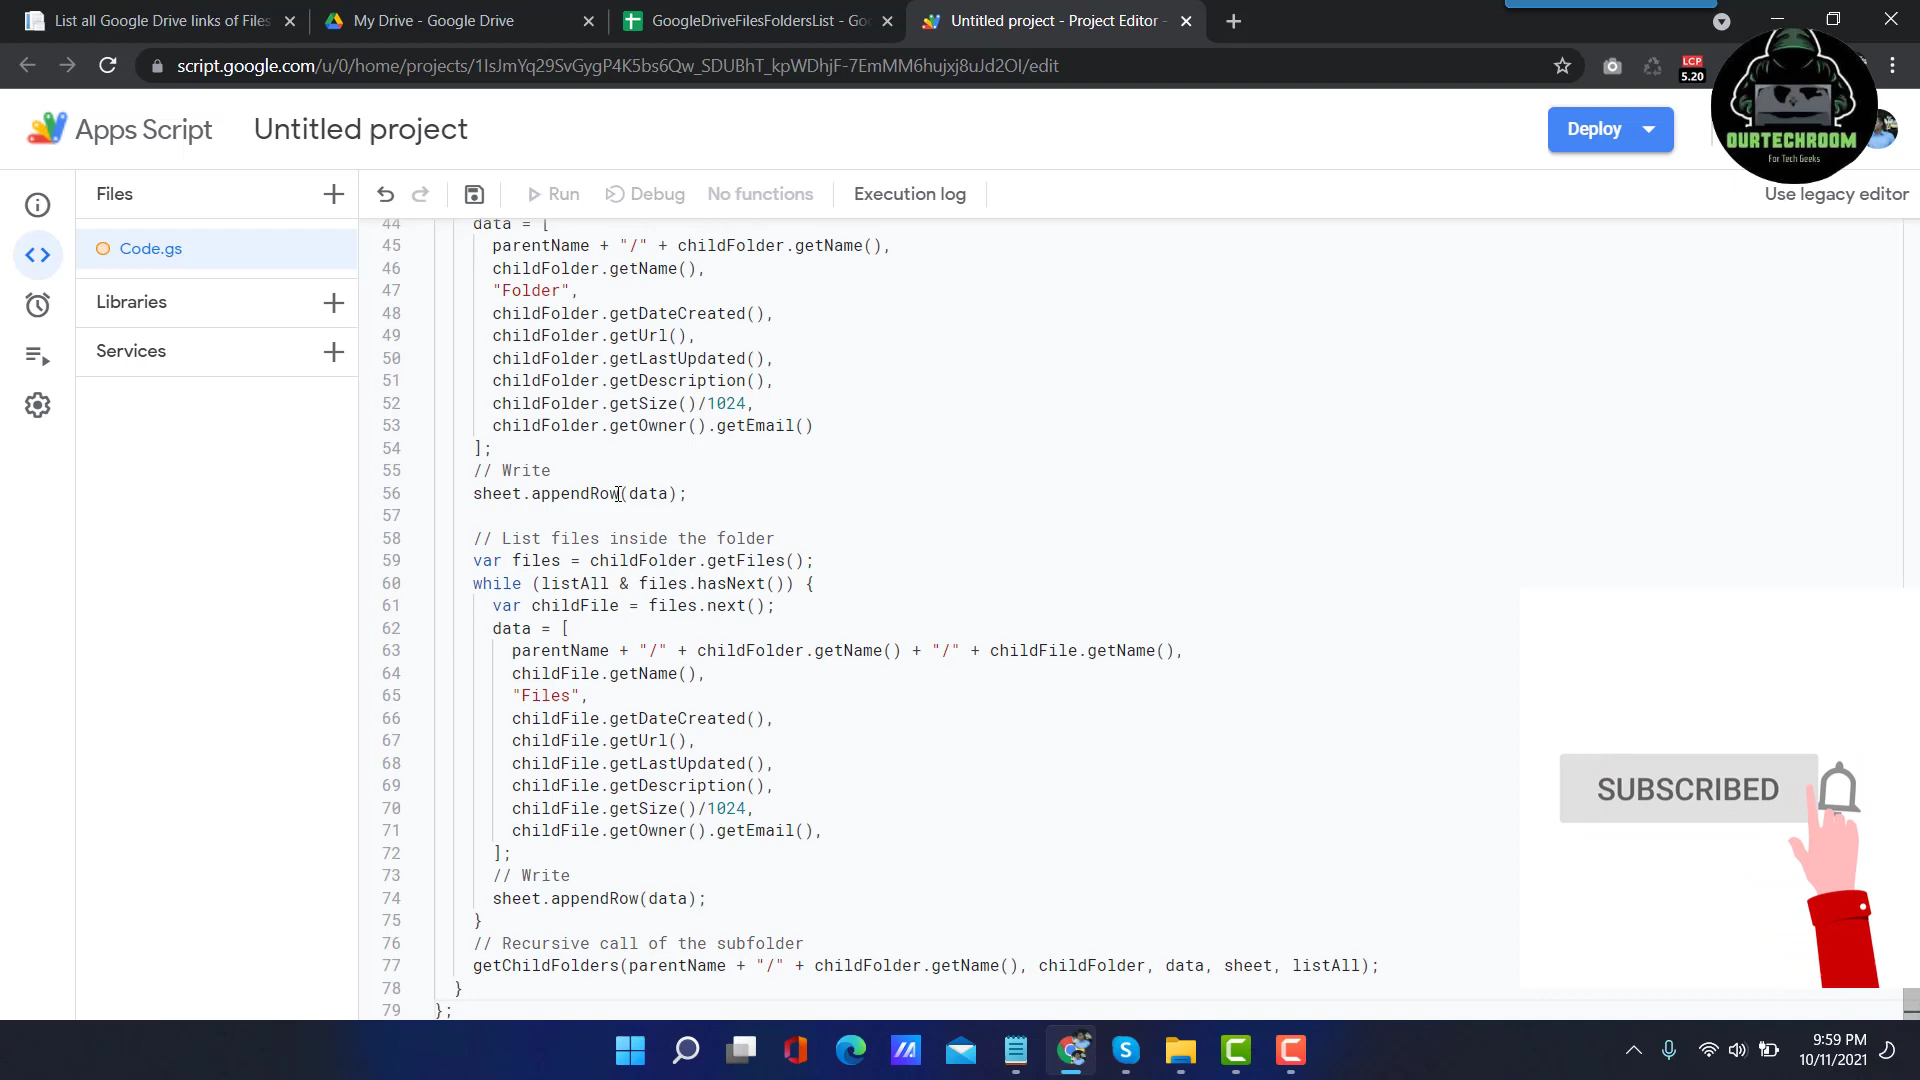 List all Google Drive links of Files
My Drive - Google Drive
GoogleDriveFilesFoldersList - Goo
Untitled project - Project Editor -
script.google.com/u/0/home/projects/1IsJmYq29SvGygP4K5bs6Qw_SDUBhT_kpWDhjF-7EmMM6hujxj8uJd2OI/edit
LCP
5.20
Apps Script
Untitled project
Deploy
OURTECHROOM
For Tech Geeks
Files
Run
Debug
No functions
Execution log
Use legacy editor
Code.gs
Libraries
Services
44 data = [
45 parentName + "/" + childFolder.getName(),
46 childFolder.getName(),
47 "Folder",
48 childFolder.getDateCreated(),
49 childFolder.getUrl(),
50 childFolder.getLastUpdated(),
51 childFolder.getDescription(),
52 childFolder.getSize()/1024,
53 childFolder.getOwner().getEmail()
54 ];
55 // Write
56 sheet.appendRow(data);
57
58 // List files inside the folder
59 var files = childFolder.getFiles();
60 while (listAll & files.hasNext()) {
61 var childFile = files.next();
62 data = [
63 parentName + "/" + childFolder.getName() + "/" + childFile.getName(),
64 childFile.getName(),
65 "Files",
66 childFile.getDateCreated(),
67 childFile.getUrl(),
68 childFile.getLastUpdated(),
69 childFile.getDescription(),
70 childFile.getSize()/1024,
71 childFile.getOwner().getEmail(),
72 ];
73 // Write
74 sheet.appendRow(data);
75 }
76 // Recursive call of the subfolder
77 getChildFolders(parentName + "/" + childFolder.getName(), childFolder, data, sheet, listAll);
78 }
79 };
SUBSCRIBED
9:59 PM
10/11/2021